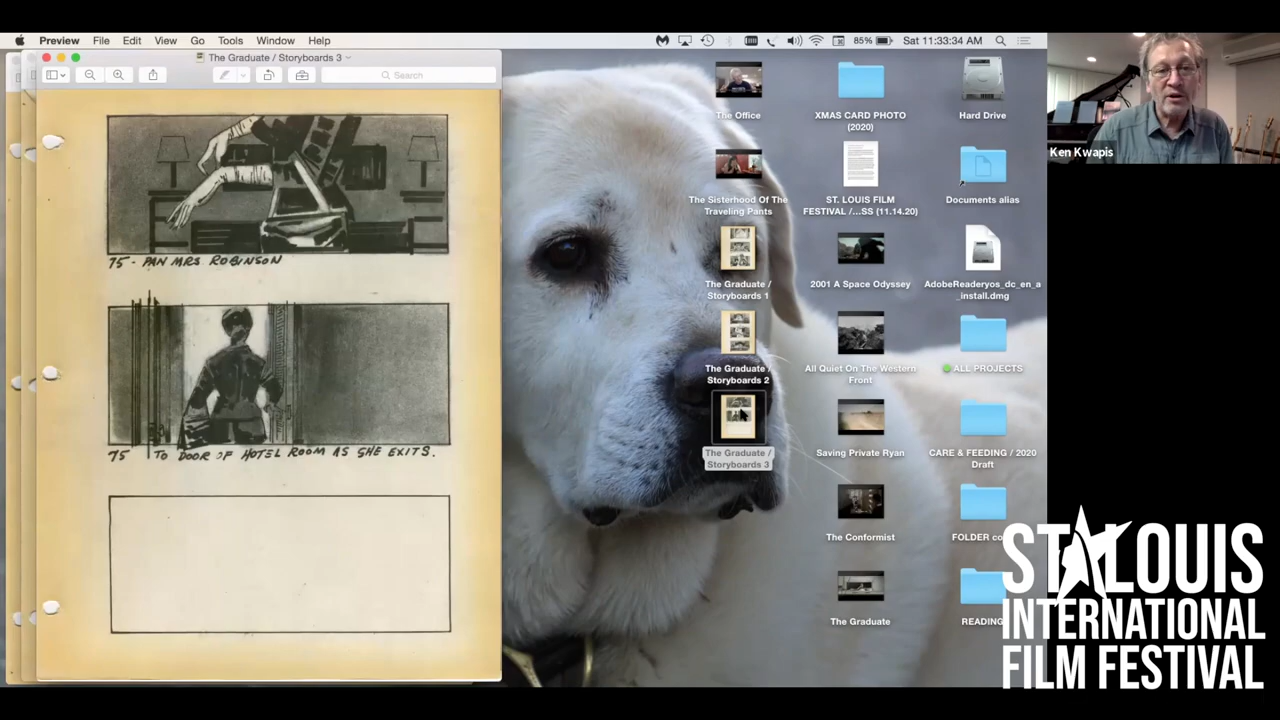 Preview File Edit View Go Tools Window Help
85% Sat 11:33:34 AM
The Graduate / Storyboards 3
Search
75 - PAN MRS ROBINSON
75 TO DOOR OF HOTEL ROOM AS SHE EXITS.
The Office
XMAS CARD PHOTO
(2020)
Hard Drive
The Sisterhood Of The
Traveling Pants
ST. LOUIS FILM
FESTIVAL /...SS (11.14.20)
Documents alias
The Graduate /
Storyboards 1
2001 A Space Odyssey
AdobeReaderyos_dc_en_a
_install.dmg
The Graduate /
Storyboards 2
All Quiet On The Western
Front
ALL PROJECTS
The Graduate /
Storyboards 3
Saving Private Ryan
CARE & FEEDING / 2020
Draft
The Conformist
FOLDER co
The Graduate
READING
Ken Kwapis
ST LOUIS
INTERNATIONAL
FILM FESTIVAL